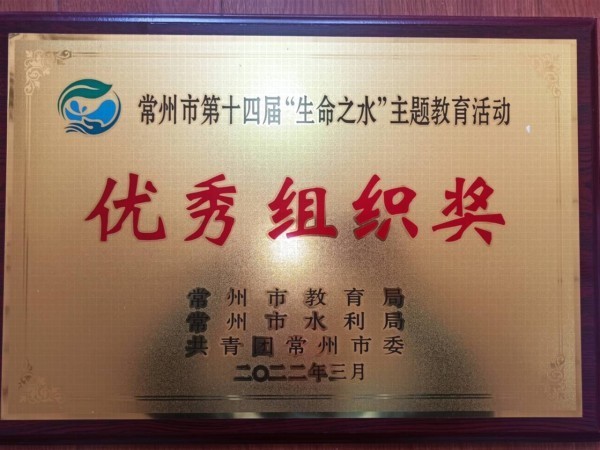 常州市第十四届“生命之水”主题教育活动
优秀组织奖
常州市教育局
常州市水利局
共青团常州市委
二〇二二年三月